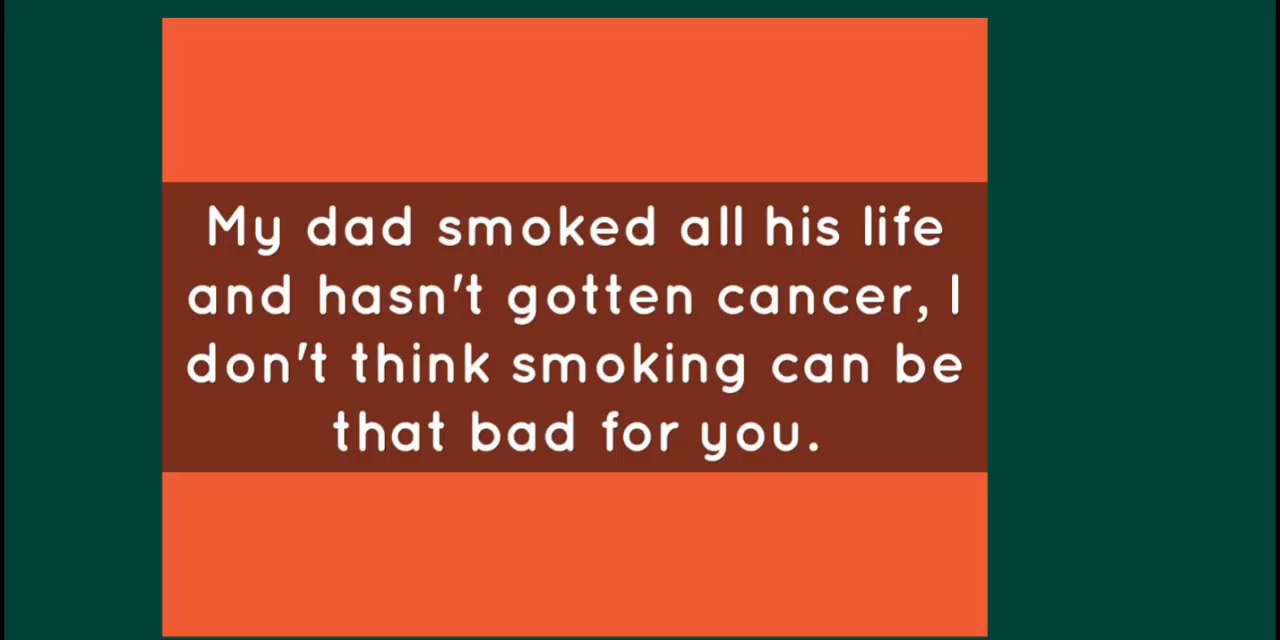 My dad smoked all his life
and hasn't gotten cancer, I
don't think smoking can be
that bad for you.